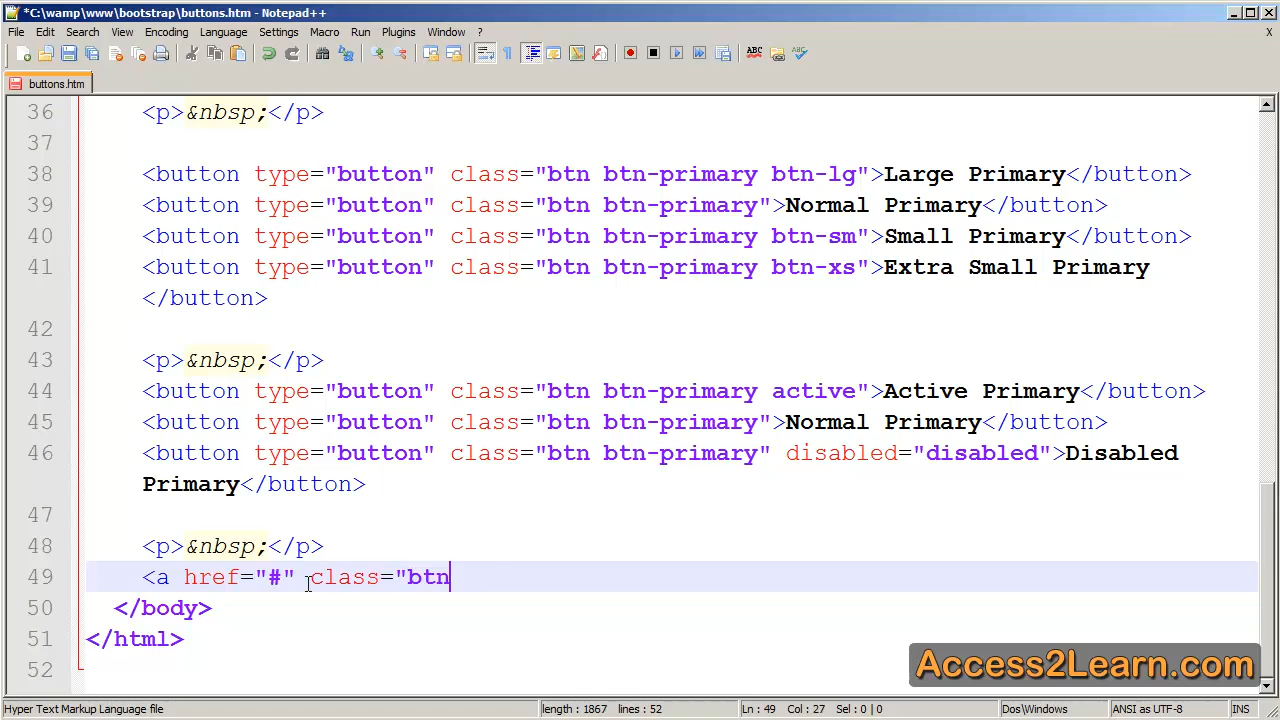 *C:\wamp\www\bootstrap\buttons.htm - Notepad++
File Edit Search View Encoding Language Settings Macro Run Plugins Window ? X
buttons.htm
36 <p>&nbsp;</p>
37
38 <button type="button" class="btn btn-primary btn-lg">Large Primary</button>
39 <button type="button" class="btn btn-primary">Normal Primary</button>
40 <button type="button" class="btn btn-primary btn-sm">Small Primary</button>
41 <button type="button" class="btn btn-primary btn-xs">Extra Small Primary
</button>
42
43 <p>&nbsp;</p>
44 <button type="button" class="btn btn-primary active">Active Primary</button>
45 <button type="button" class="btn btn-primary">Normal Primary</button>
46 <button type="button" class="btn btn-primary" disabled="disabled">Disabled
Primary</button>
47
48 <p>&nbsp;</p>
49 <a href="#" class="btn
50 </body>
51 </html>
52
Access2Learn.com
Hyper Text Markup Language file length : 1867 lines : 52 Ln : 49 Col : 27 Sel : 0 | 0 Dos\Windows ANSI as UTF-8 INS